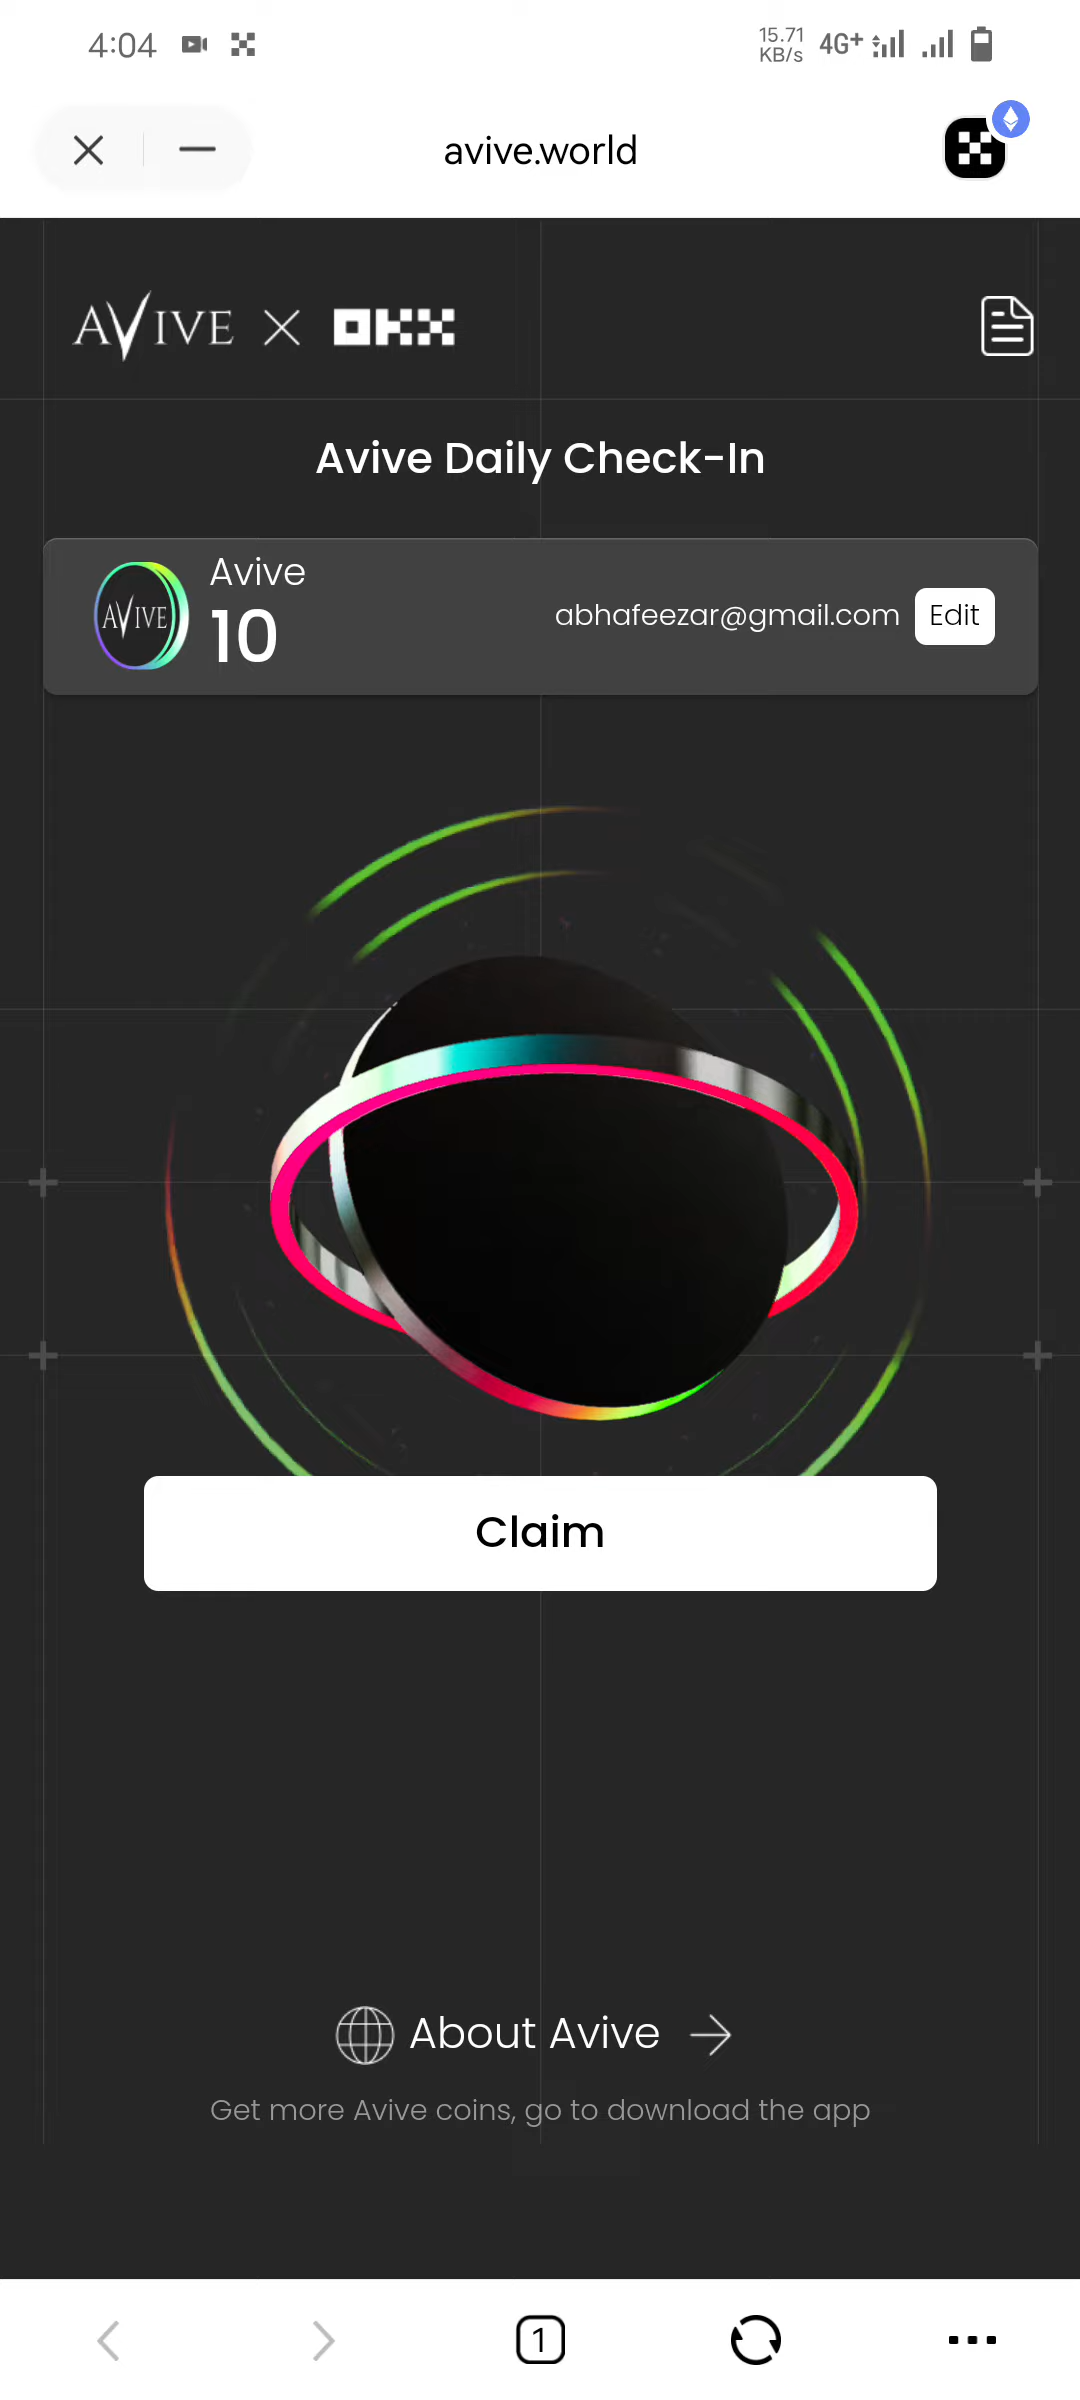 4:04
15.71
KB/s
4G+
avive.world
AVIVE
OKX
Avive Daily Check-In
Avive
10
AVIVE
abhafeezar@gmail.com
Edit
Claim
About Avive
Get more Avive coins, go to download the app
1